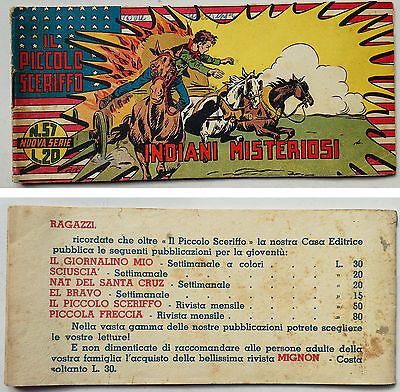 IL
PICCOLO
SCERIFFO
N.57
NUOVA SERIE
L.20
INDIANI MISTERIOSI
RAGAZZI,
ricordate che oltre «Il Piccolo Sceriffo» la nostra Casa Editrice
pubblica le seguenti pubblicazioni per la gioventù:
IL GIORNALINO MIO - Settimanale a colori - L. 30
SCIUSCIÀ - Settimanale - » 20
NAT DEL SANTA CRUZ - Settimanale - » 20
EL BRAVO - Settimanale - » 15
IL PICCOLO SCERIFFO - Rivista mensile - » 50
PICCOLA FRECCIA - Rivista mensile - » 80
Nella vasta gamma delle nostre pubblicazioni potrete scegliere
le vostre letture!
E non dimenticate di raccomandare alle persone adulte della
vostra famiglia l'acquisto della bellissima rivista MIGNON - Costa
soltanto L. 30.